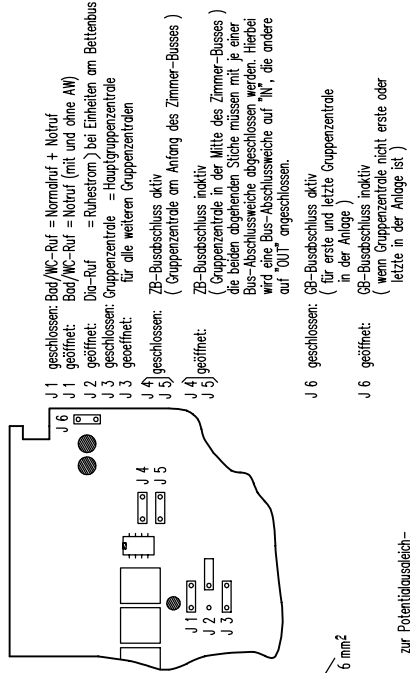 J 1 geschlossen: Bad/WC-Ruf = Normalruf + Notruf
J 1 geöffnet: Bad/WC-Ruf = Notruf (mit und ohne AW)
J 2 geöffnet: Dia-Ruf = Ruhestrom ) bei Einheiten am Bettenbus
J 3 geschlossen: Gruppenzentrale = Hauptgruppenzentrale
J 3 geoeffnet: für alle weiteren Gruppenzentralen
J 4 geschlossen: ZB-Busabschluss aktiv
J 5 ( Gruppenzentrale am Anfang des Zimmer-Busses )
J 4 geöffnet: ZB-Busabschluss inaktiv
J 5 ( Gruppenzentrale in der Mitte des Zimmer-Busses )
die beiden abgehenden Stiche müssen mit je einer
Bus-Abschlussweiche abgeschlossen werden. Hierbei
wird eine Bus-Abschlussweiche auf "IN", die andere
auf "OUT" angeschlossen.
J 6 geschlossen: GB-Busabschluss aktiv
( für erste und letzte Gruppenzentrale
in der Anlage )
J 6 geöffnet: GB-Busabschluss inaktiv
( wenn Gruppenzentrale nicht erste oder
letzte in der Anlage ist )
J 6
J 4
J 5
J 1
J 2
J 3
6 mm²
zur Potentialausgleich-